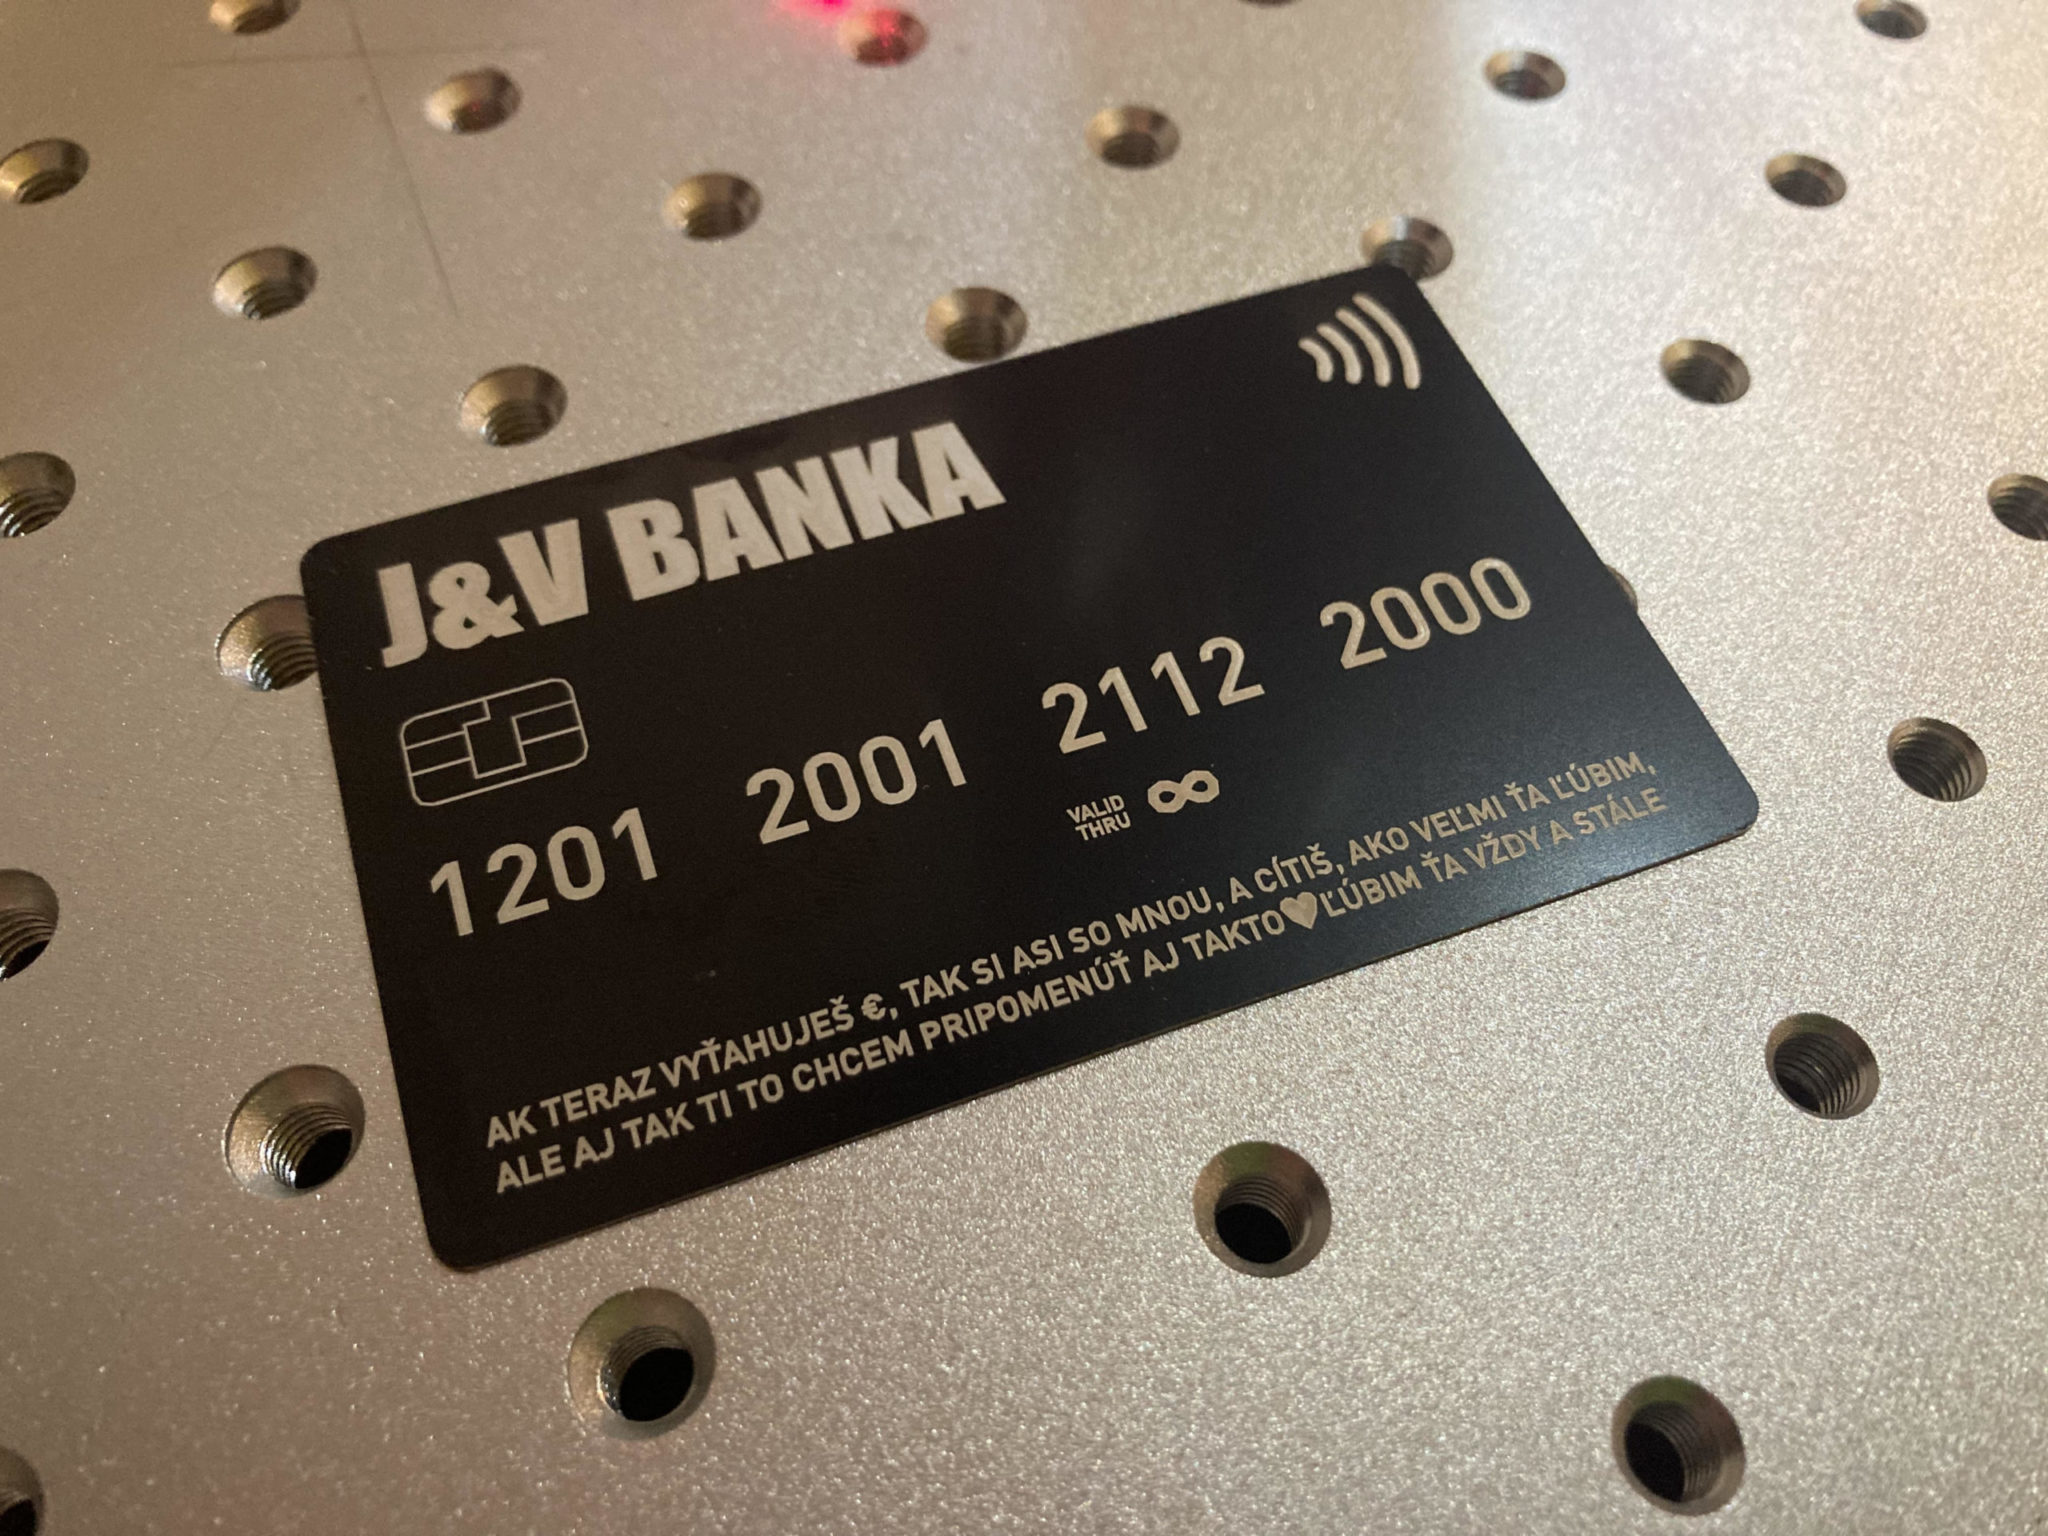 J&V BANKA
1201 2001 2112 2000
VALID
THRU ∞
AK TERAZ VYŤAHUJEŠ €, TAK SI ASI SO MNOU, A CÍTIŠ, AKO VEĽMI ŤA ĽÚBIM,
ALE AJ TAK TI TO CHCEM PRIPOMENÚŤ AJ TAKTO♥ĽÚBIM ŤA VŽDY A STÁLE